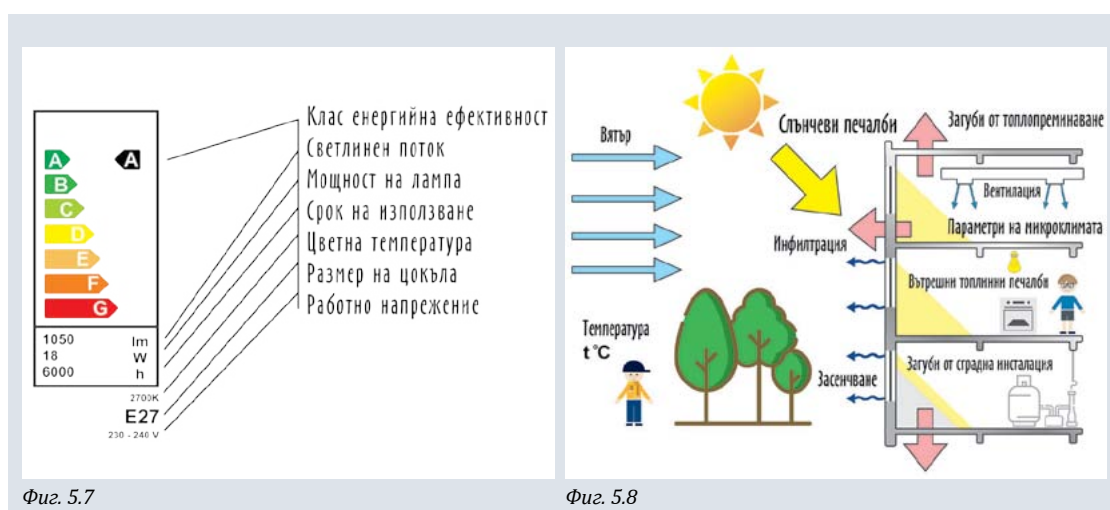 Клас енергийна ефективност
Светлинен поток
Мощност на лампа
Срок на използване
Цветна температура
Размер на цокъла
Работно напрежение
A
A
B
C
D
E
F
G
1050 lm
18 W
6000 h
2700K
E27
230 - 240 V
Фиг. 5.7
Вятър
Слънчеви печалби
Загуби от топлопреминаване
Вентилация
Параметри на микроклимата
Инфилтрация
Вътрешни топлинни печалби
Температура
t°C
Засенчване
Загуби от сградна инсталация
Фиг. 5.8